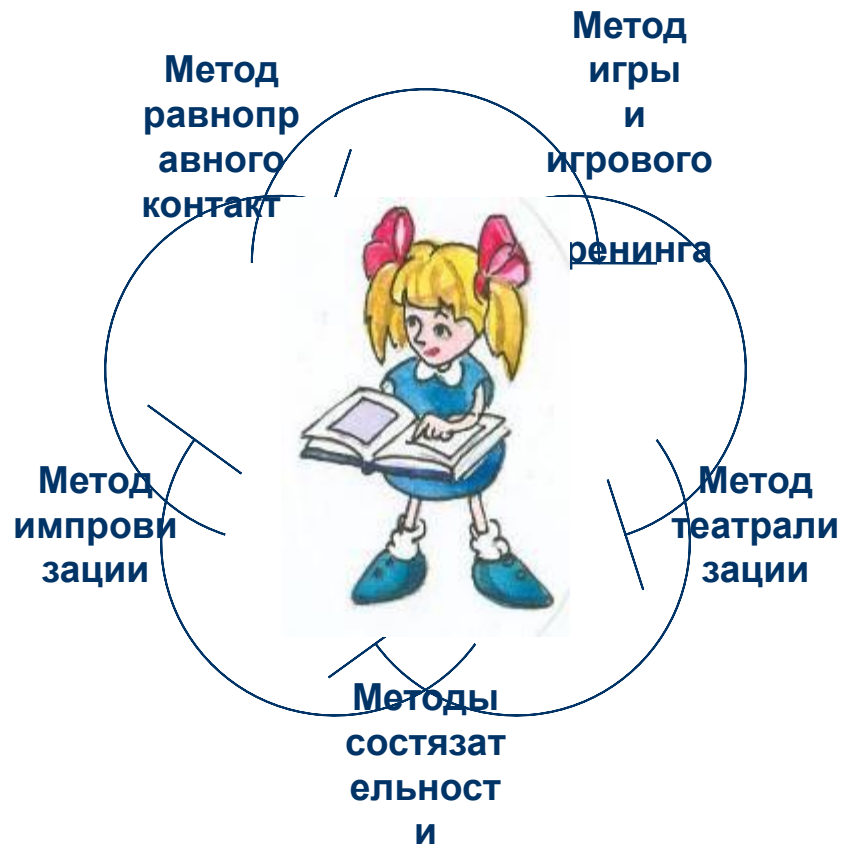 Метод
равнопр
авного
контакт
Метод
игры
и
игрового
ренинга
Метод
импрови
зации
Метод
театрали
зации
Методы
состязат
ельност
и